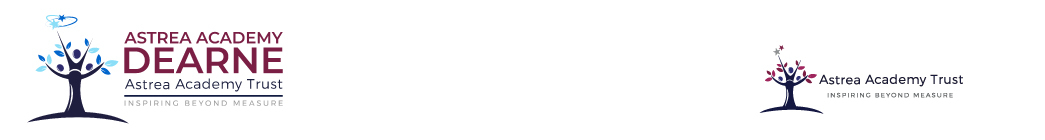 ASTREA ACADEMY
DEARNE
Astrea Academy Trust
INSPIRING BEYOND MEASURE
Astrea Academy Trust
INSPIRING BEYOND MEASURE